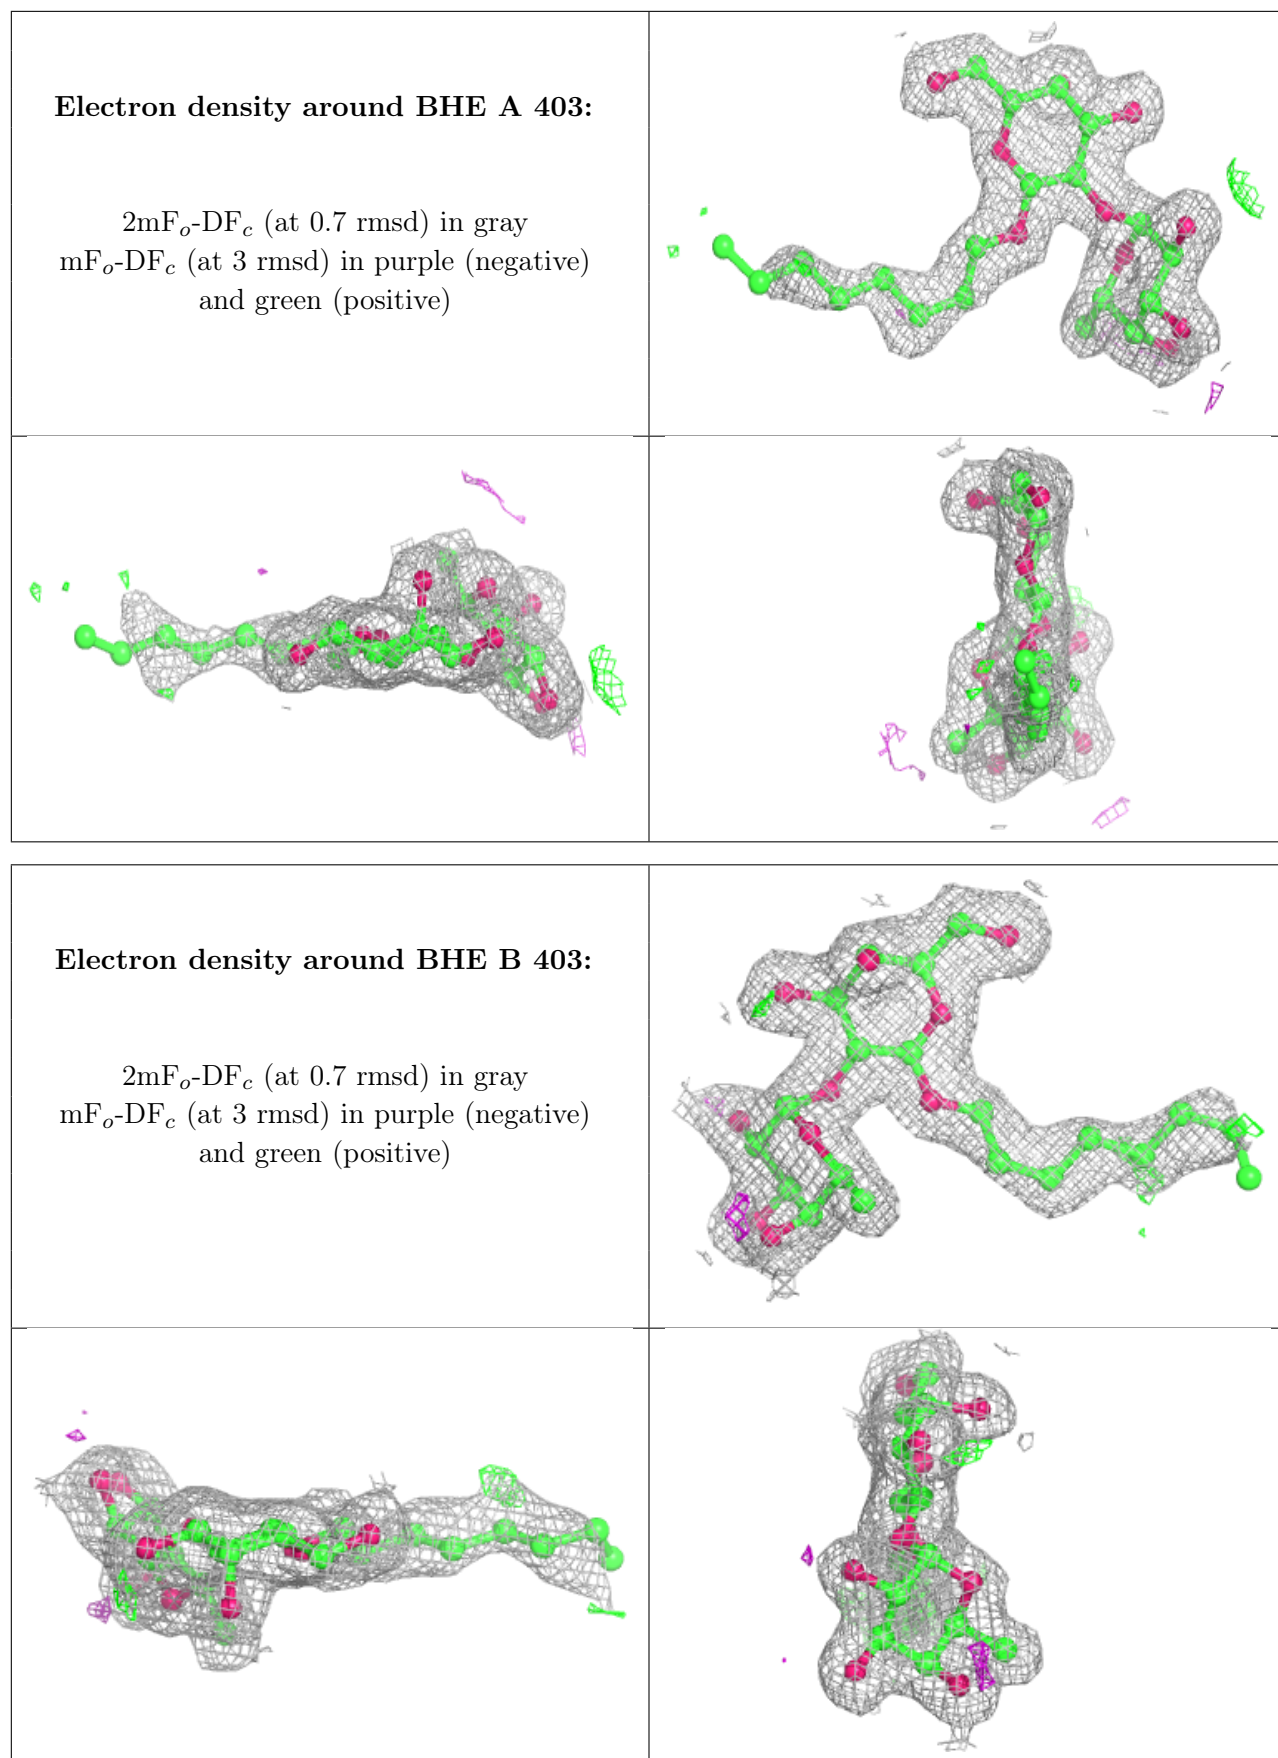 Electron density around BHE A 403:
2mFo-DFc (at 0.7 rmsd) in gray
mFo-DFc (at 3 rmsd) in purple (negative)
and green (positive)
Electron density around BHE B 403:
2mFo-DFc (at 0.7 rmsd) in gray
mFo-DFc (at 3 rmsd) in purple (negative)
and green (positive)